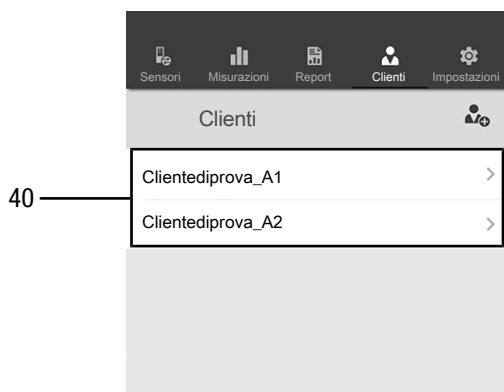 Sensori Misurazioni Report Clienti Impostazioni
Clienti
Clientediprova_A1
40
Clientediprova_A2